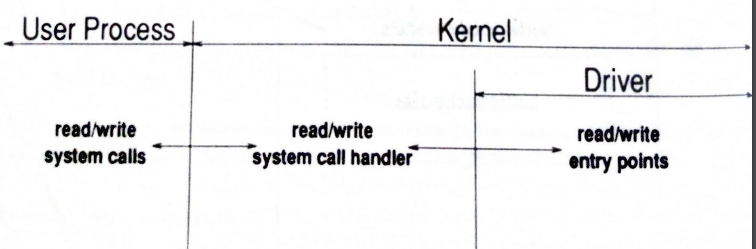 User Process
Kernel
Driver
read/write
system calls
read/write
system call handler
read/write
entry points